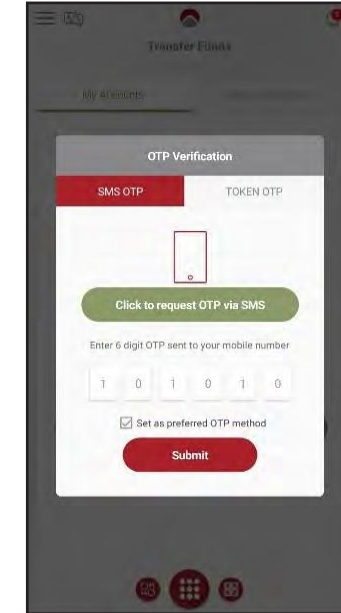 Transfer Funds
My Accounts
OTP Verification
SMS OTP
TOKEN OTP
Click to request OTP via SMS
Enter 6 digit OTP sent to your mobile number
1 0 1 0 1 0
Set as preferred OTP method
Submit